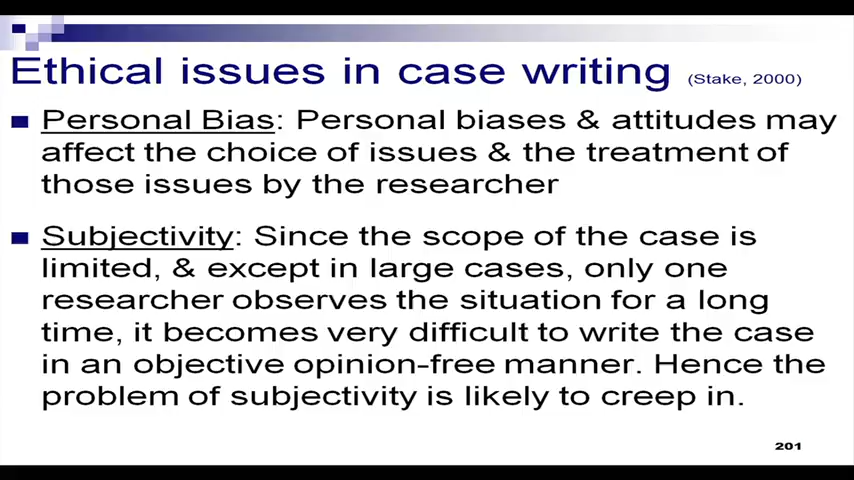 Ethical issues in case writing (Stake, 2000)
Personal Bias: Personal biases & attitudes may
affect the choice of issues & the treatment of
those issues by the researcher
Subjectivity: Since the scope of the case is
limited, & except in large cases, only one
researcher observes the situation for a long
time, it becomes very difficult to write the case
in an objective opinion-free manner. Hence the
problem of subjectivity is likely to creep in.
201